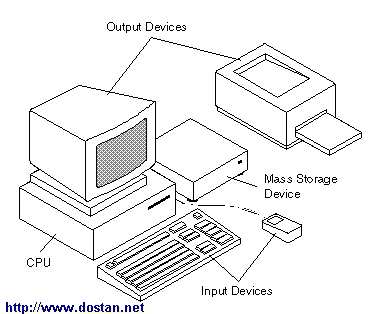 Output Devices
Mass Storage
Device
CPU
Input Devices
http://www.dostan.net